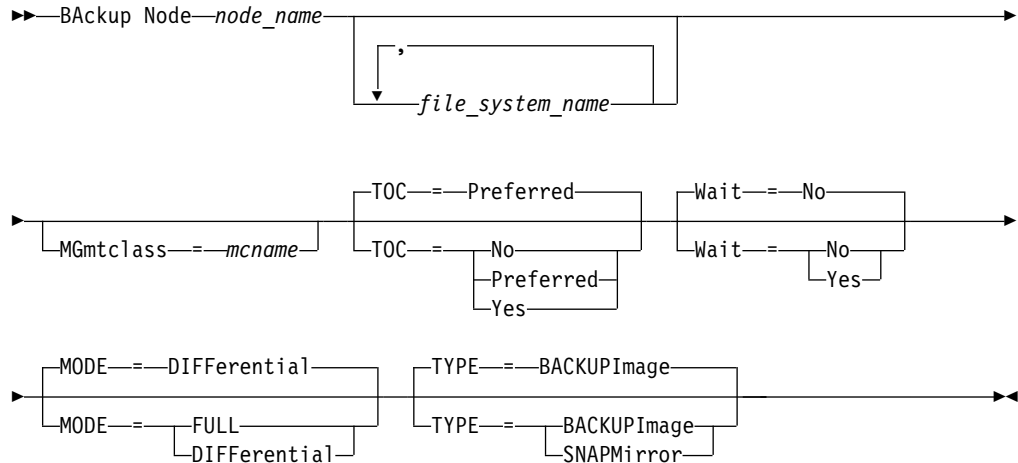 BAckup Node node_name
,
file_system_name
TOC = Preferred Wait = No
MGmtclass = mcname TOC = No Wait = No
Preferred Yes
Yes
MODE = DIFFerential TYPE = BACKUPImage
MODE = FULL TYPE = BACKUPImage
DIFFerential SNAPMirror